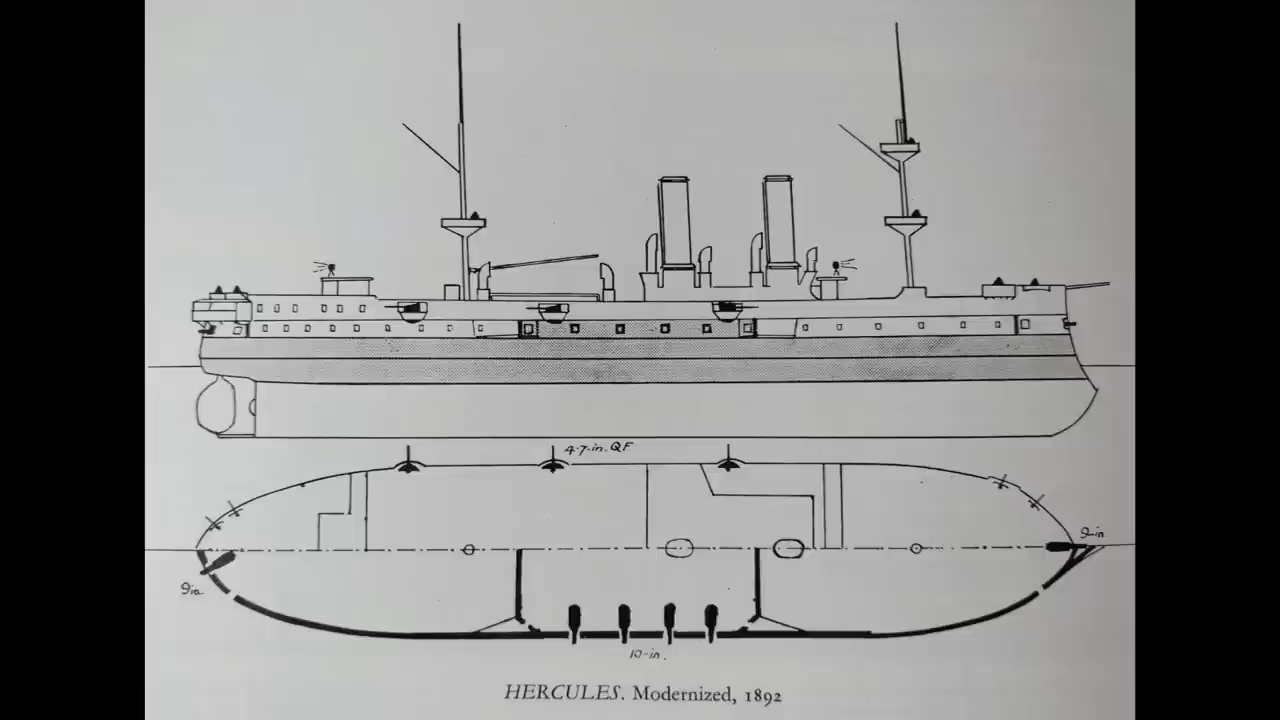 4·7-in. QF
9-in
9in.
10-in.
HERCULES. Modernized, 1892